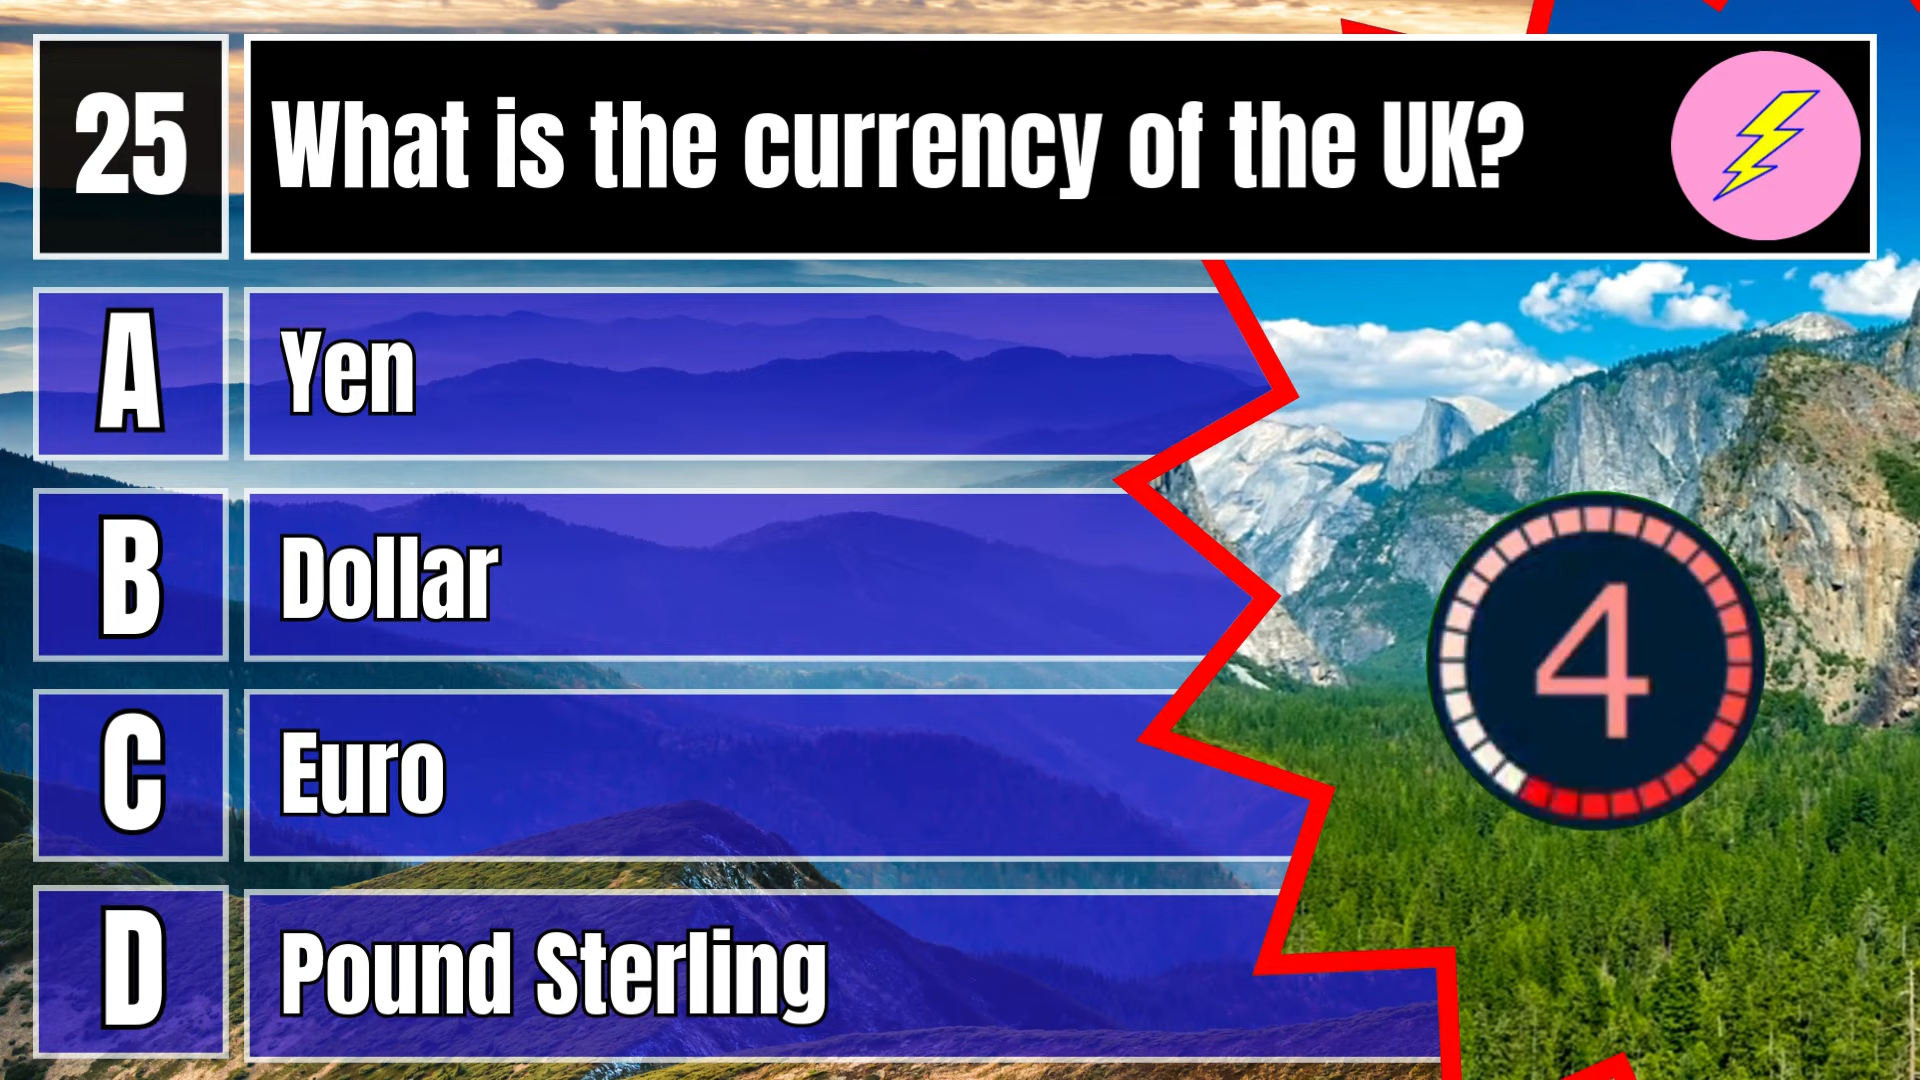 25
What is the currency of the UK?
A
Yen
B
Dollar
C
Euro
D
Pound Sterling
4